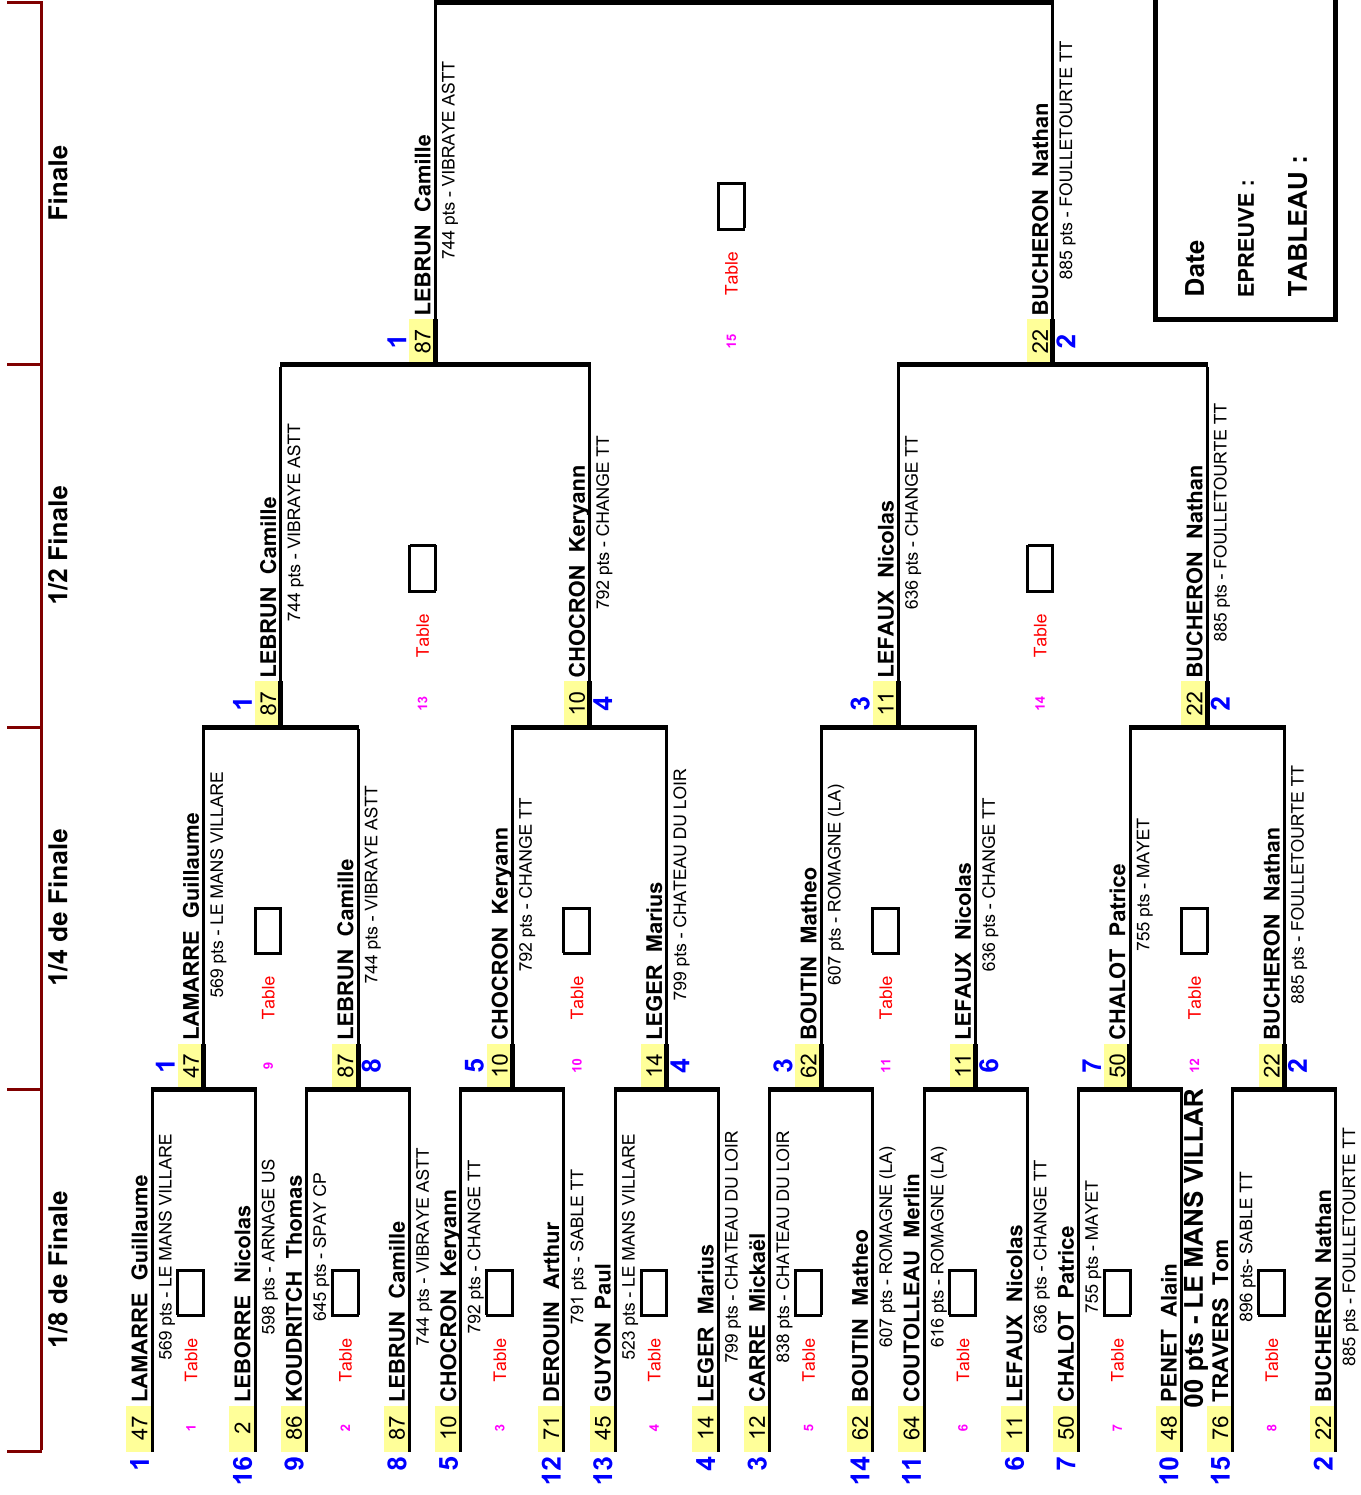 1/8 de Finale
1/4 de Finale
1/2 Finale
Finale
1 47 LAMARRE Guillaume
569 pts - LE MANS VILLARE
1 Table
16 2 LEBORRE Nicolas
598 pts - ARNAGE US
9 86 KOUDRITCH Thomas
645 pts - SPAY CP
2 Table
8 87 LEBRUN Camille
744 pts - VIBRAYE ASTT
5 10 CHOCRON Keryann
792 pts - CHANGE TT
3 Table
12 71 DEROUIN Arthur
791 pts - SABLE TT
13 45 GUYON Paul
523 pts - LE MANS VILLARE
4 Table
4 14 LEGER Marius
799 pts - CHATEAU DU LOIR
3 12 CARRE Mickaël
838 pts - CHATEAU DU LOIR
5 Table
14 62 BOUTIN Matheo
607 pts - ROMAGNE (LA)
11 64 COUTOLLEAU Merlin
616 pts - ROMAGNE (LA)
6 Table
6 11 LEFAUX Nicolas
636 pts - CHANGE TT
7 50 CHALOT Patrice
755 pts - MAYET
7 Table
10 48 PENET Alain
00 pts - LE MANS VILLAR
15 76 TRAVERS Tom
896 pts- SABLE TT
8 Table
2 22 BUCHERON Nathan
885 pts - FOULLETOURTE TT
1 47 LAMARRE Guillaume
569 pts - LE MANS VILLARE
9 Table
87 LEBRUN Camille
8 744 pts - VIBRAYE ASTT
5 10 CHOCRON Keryann
792 pts - CHANGE TT
10 Table
14 LEGER Marius
4 799 pts - CHATEAU DU LOIR
3 62 BOUTIN Matheo
607 pts - ROMAGNE (LA)
11 Table
11 LEFAUX Nicolas
6 636 pts - CHANGE TT
7 50 CHALOT Patrice
755 pts - MAYET
12 Table
22 BUCHERON Nathan
2 885 pts - FOULLETOURTE TT
1 87 LEBRUN Camille
744 pts - VIBRAYE ASTT
13 Table
10 CHOCRON Keryann
4 792 pts - CHANGE TT
3 11 LEFAUX Nicolas
636 pts - CHANGE TT
14 Table
22 BUCHERON Nathan
2 885 pts - FOULLETOURTE TT
1 87 LEBRUN Camille
744 pts - VIBRAYE ASTT
15 Table
22 BUCHERON Nathan
2 885 pts - FOULLETOURTE TT
Date
EPREUVE :
TABLEAU :